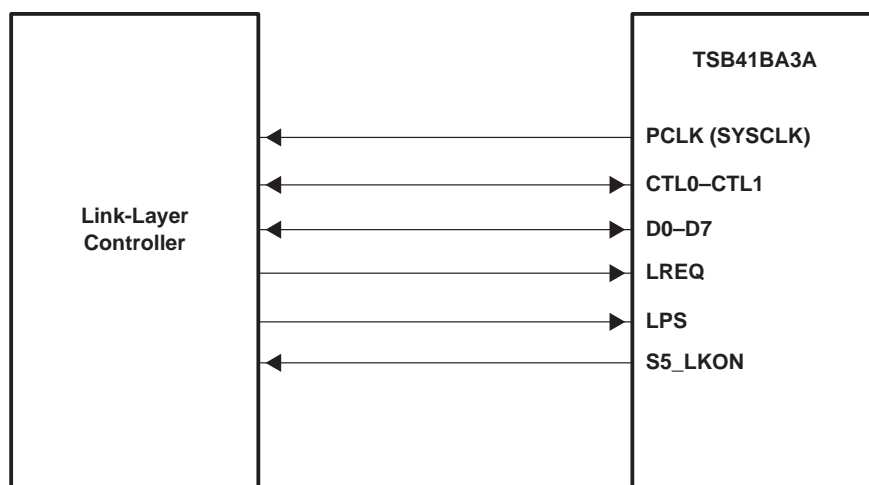 TSB41BA3A
PCLK (SYSCLK)
CTL0–CTL1
Link-Layer
Controller
D0–D7
LREQ
LPS
S5_LKON